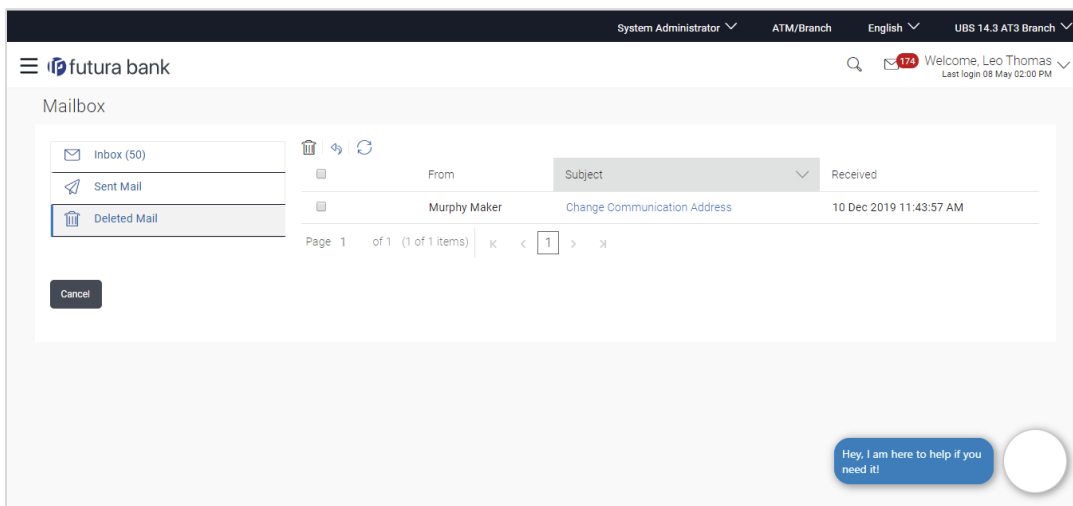 System Administrator ATM/Branch English UBS 14.3 AT3 Branch
futura bank
174
Welcome, Leo Thomas
Last login 08 May 02:00 PM
Mailbox
Inbox (50)
Sent Mail
Deleted Mail
From Subject Received
Murphy Maker Change Communication Address 10 Dec 2019 11:43:57 AM
Page 1 of 1 (1 of 1 items) 1
Cancel
Hey, I am here to help if you
need it!